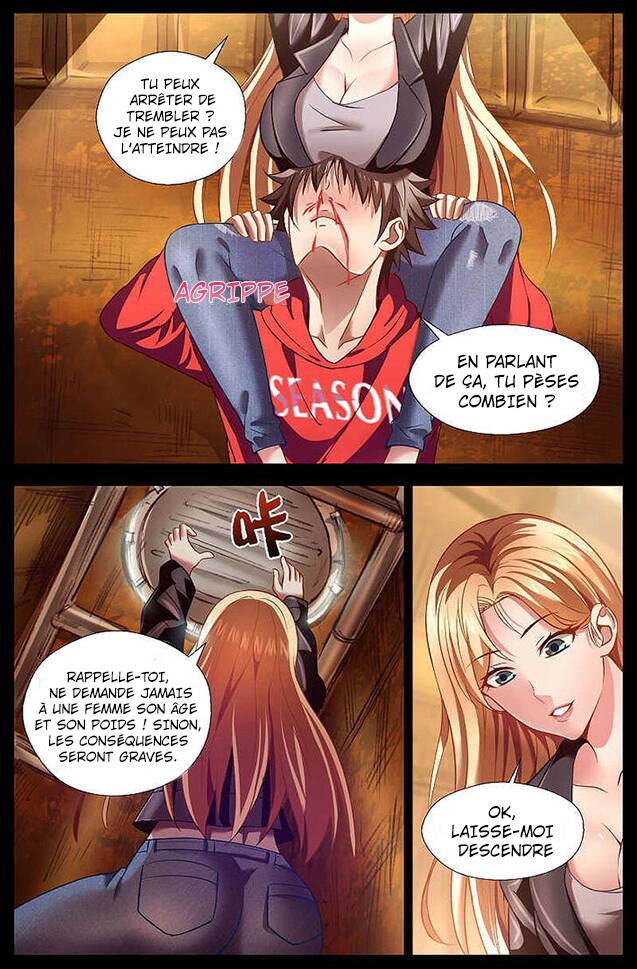 TU PEUX
ARRÊTER DE
TREMBLER ?
JE NE PEUX PAS
L'ATTEINDRE !
AGRIPPE
EN PARLANT
DE ÇA, TU PÈSES
COMBIEN ?
SEASON
咔
RAPPELLE-TOI,
NE DEMANDE JAMAIS
À UNE FEMME SON ÂGE
ET SON POIDS ! SINON,
LES CONSÉQUENCES
SERONT GRAVES.
OK,
LAISSE-MOI
DESCENDRE